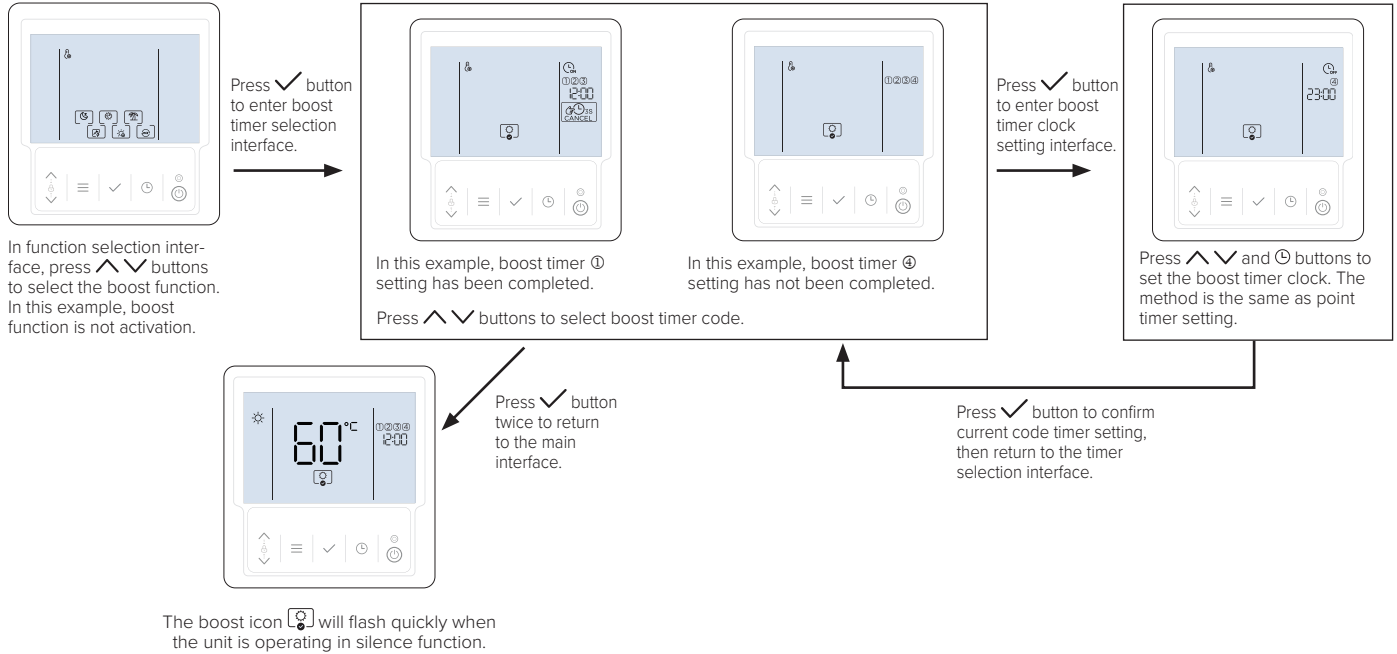 Press ✓ button
to enter boost
timer selection
interface.
In function selection inter-
face, press ∧ ∨ buttons
to select the boost function.
In this example, boost
function is not activation.
ON
①②③
12:00
3S
CANCEL
In this example, boost timer ①
setting has been completed.
①②③④
In this example, boost timer ④
setting has not been completed.
Press ∧ ∨ buttons to select boost timer code.
Press ✓ button
to enter boost
timer clock
setting interface.
OFF
④
23:00
Press ∧ ∨ and 🕒 buttons to
set the boost timer clock. The
method is the same as point
timer setting.
Press ✓ button
twice to return
to the main
interface.
Press ✓ button to confirm
current code timer setting,
then return to the timer
selection interface.
60°C
①②③④
12:00
The boost icon will flash quickly when
the unit is operating in silence function.